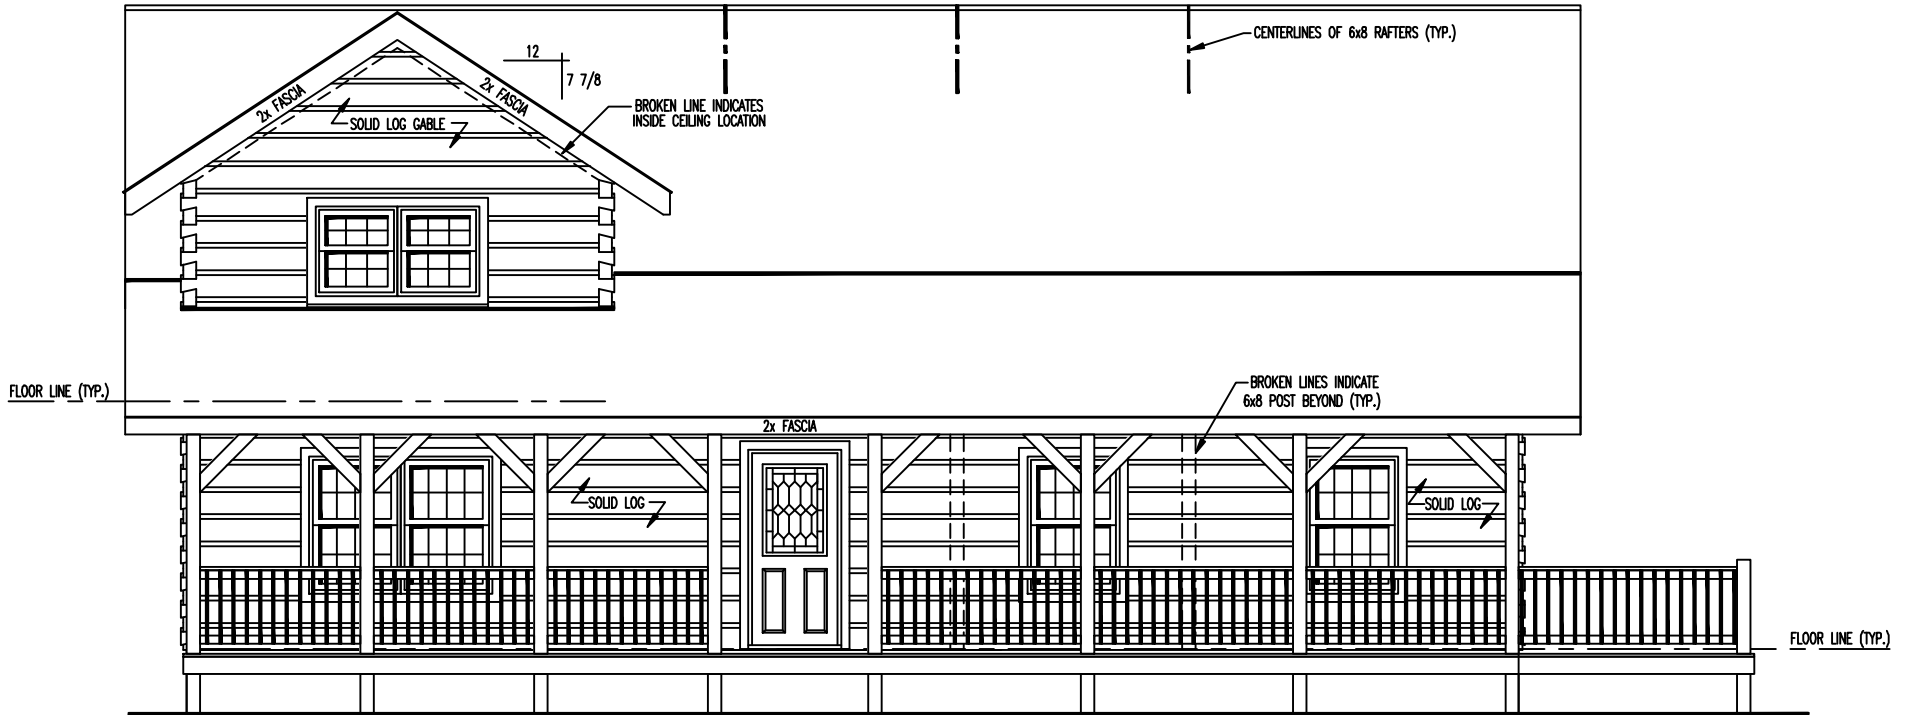 CENTERLINES OF 6x8 RAFTERS (TYP.)
12
7 7/8
2x FASCIA
2x FASCIA
BROKEN LINE INDICATES
INSIDE CEILING LOCATION
SOLID LOG GABLE
FLOOR LINE (TYP.)
BROKEN LINES INDICATE
6x8 POST BEYOND (TYP.)
2x FASCIA
SOLID LOG
SOLID LOG
FLOOR LINE (TYP.)